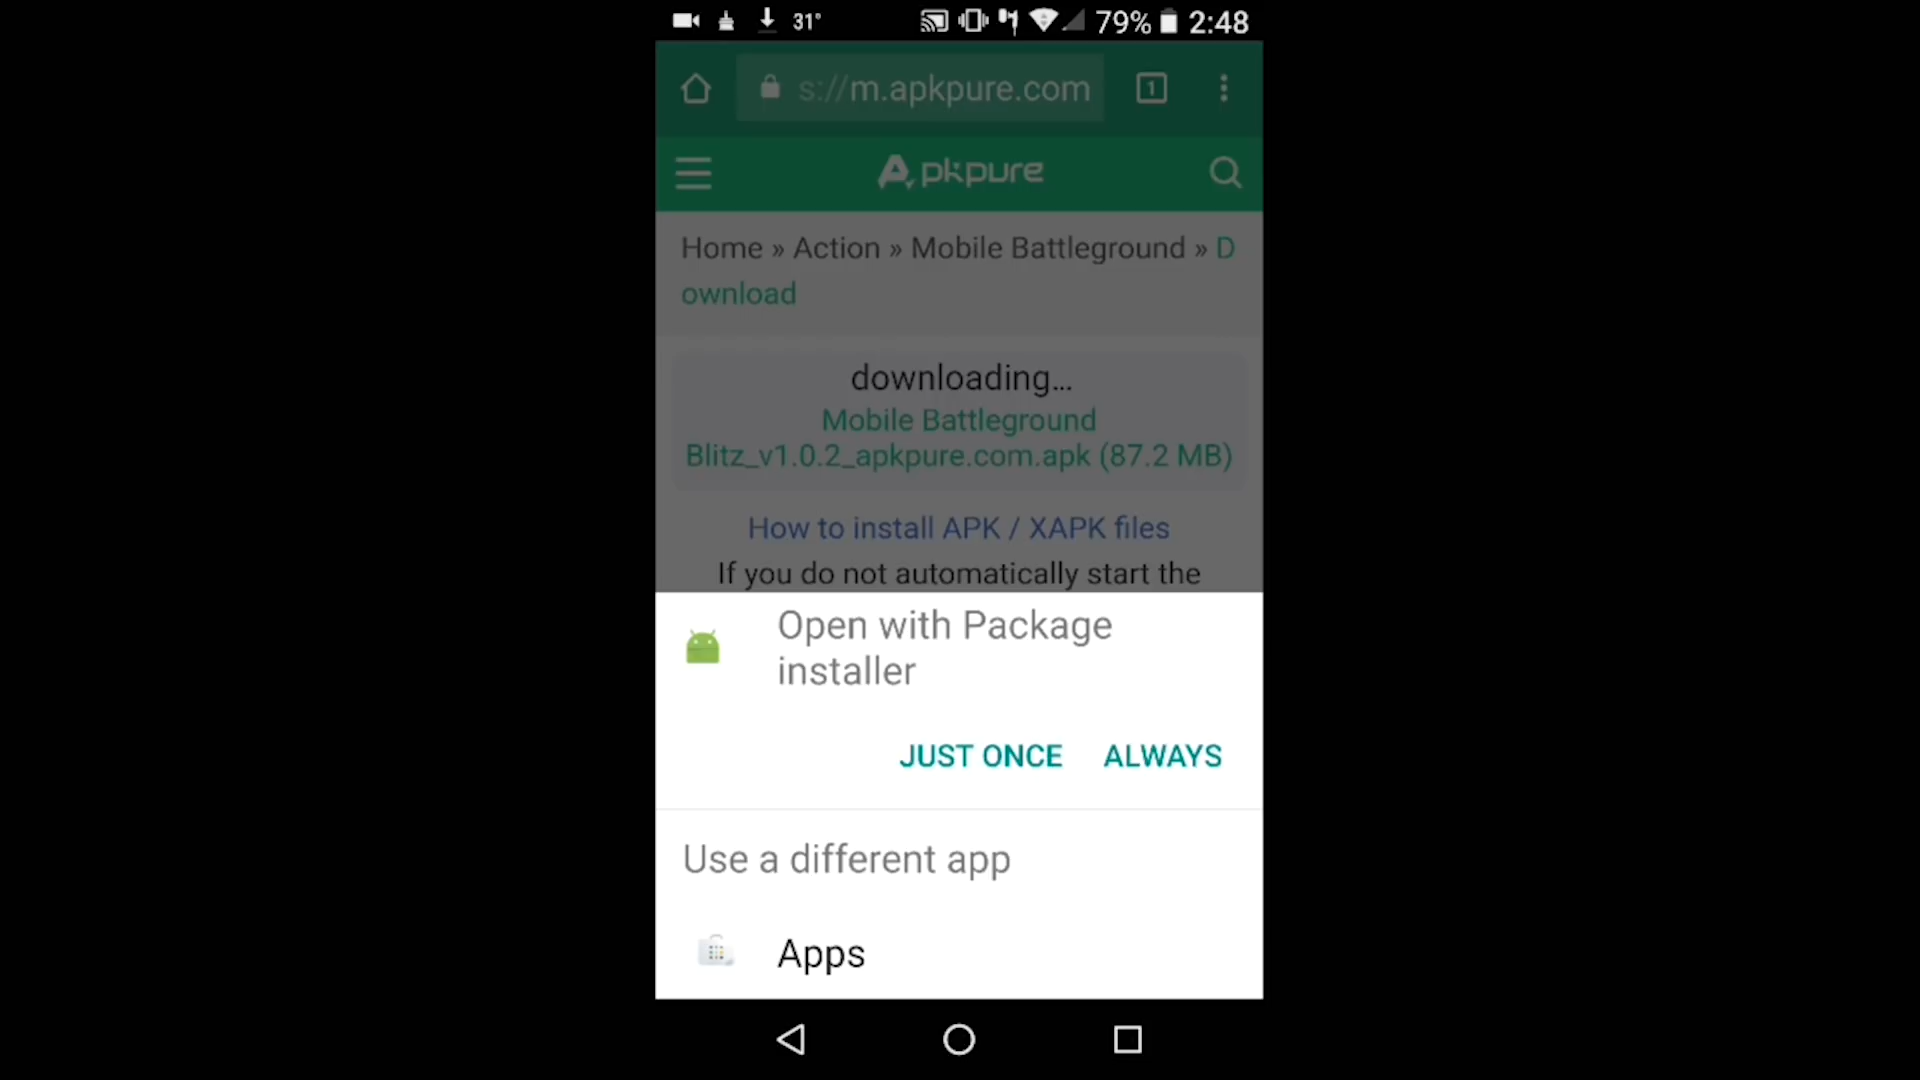 31° 79% 2:48
s://m.apkpure.com 1
Apkpure
Home » Action » Mobile Battleground » D
ownload
downloading...
Mobile Battleground
Blitz_v1.0.2_apkpure.com.apk (87.2 MB)
How to install APK / XAPK files
If you do not automatically start the
Open with Package
installer
JUST ONCE ALWAYS
Use a different app
Apps